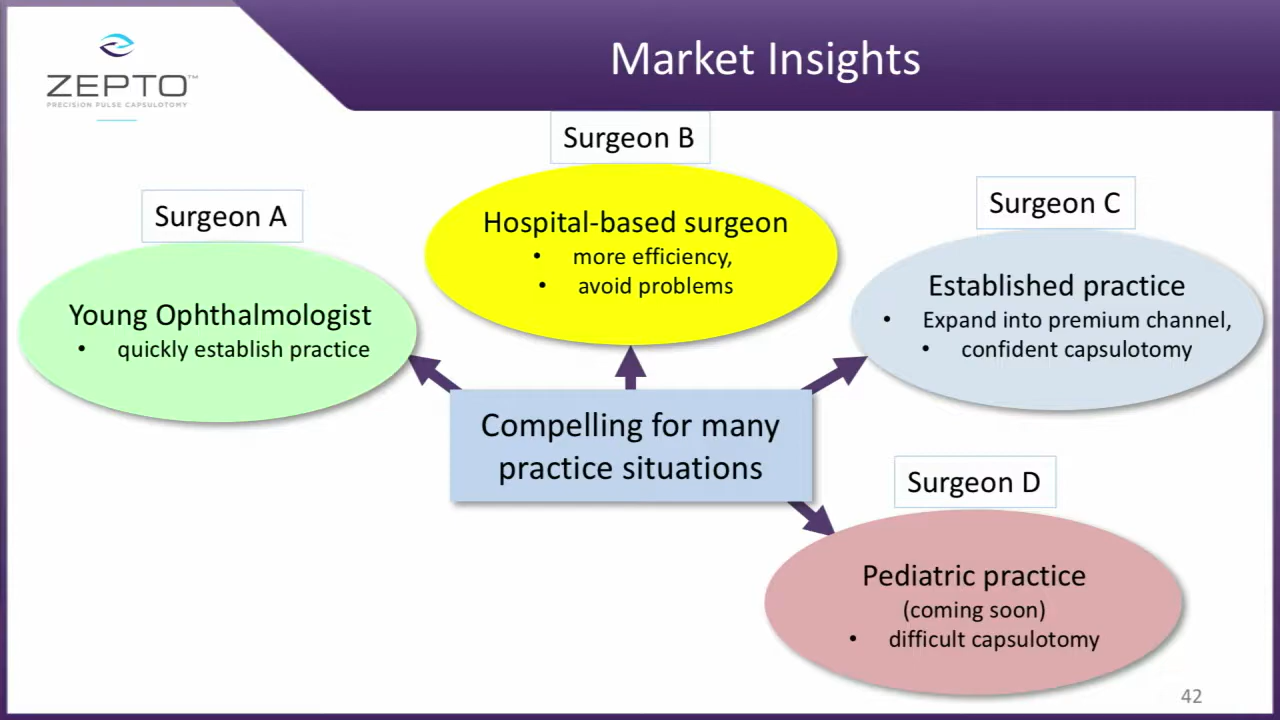 ZEPTO™
PRECISION PULSE CAPSULOTOMY
Market Insights
Surgeon A
Young Ophthalmologist
• quickly establish practice
Surgeon B
Hospital-based surgeon
• more efficiency,
• avoid problems
Surgeon C
Established practice
• Expand into premium channel,
• confident capsulotomy
Compelling for many
practice situations
Surgeon D
Pediatric practice
(coming soon)
• difficult capsulotomy
42